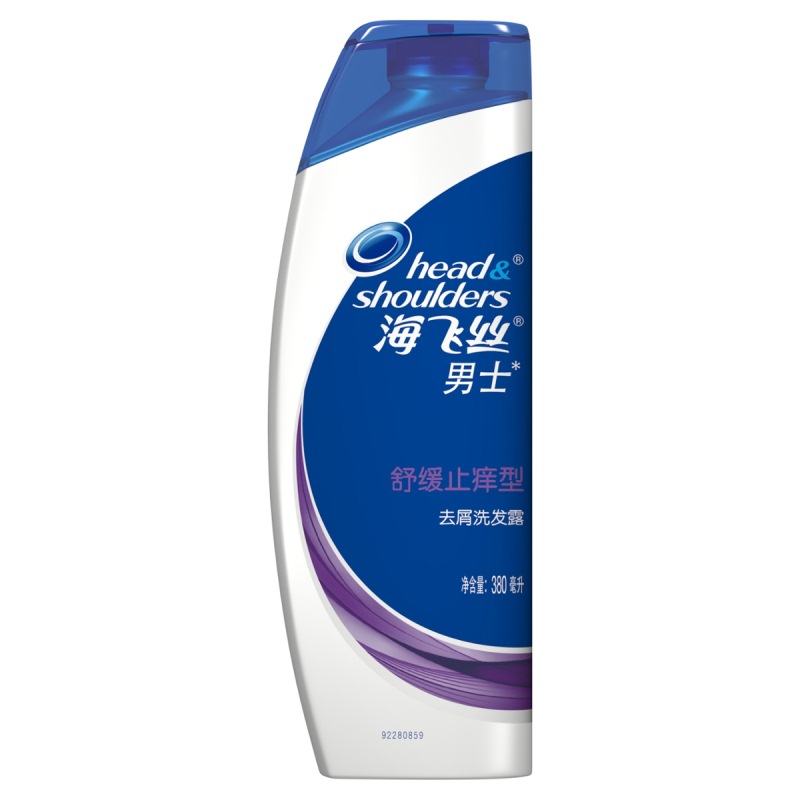 head&®
shoulders
海飞丝®
男士*
舒缓止痒型
去屑洗发露
净含量: 380 毫升
92280859